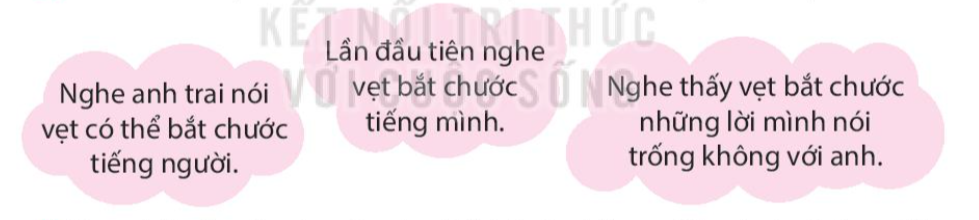 KẾT NỐI TRI THỨC
VỚI CUỘC SỐNG
Nghe anh trai nói
vẹt có thể bắt chước
tiếng người.
Lần đầu tiên nghe
vẹt bắt chước
tiếng mình.
Nghe thấy vẹt bắt chước
những lời mình nói
trống không với anh.